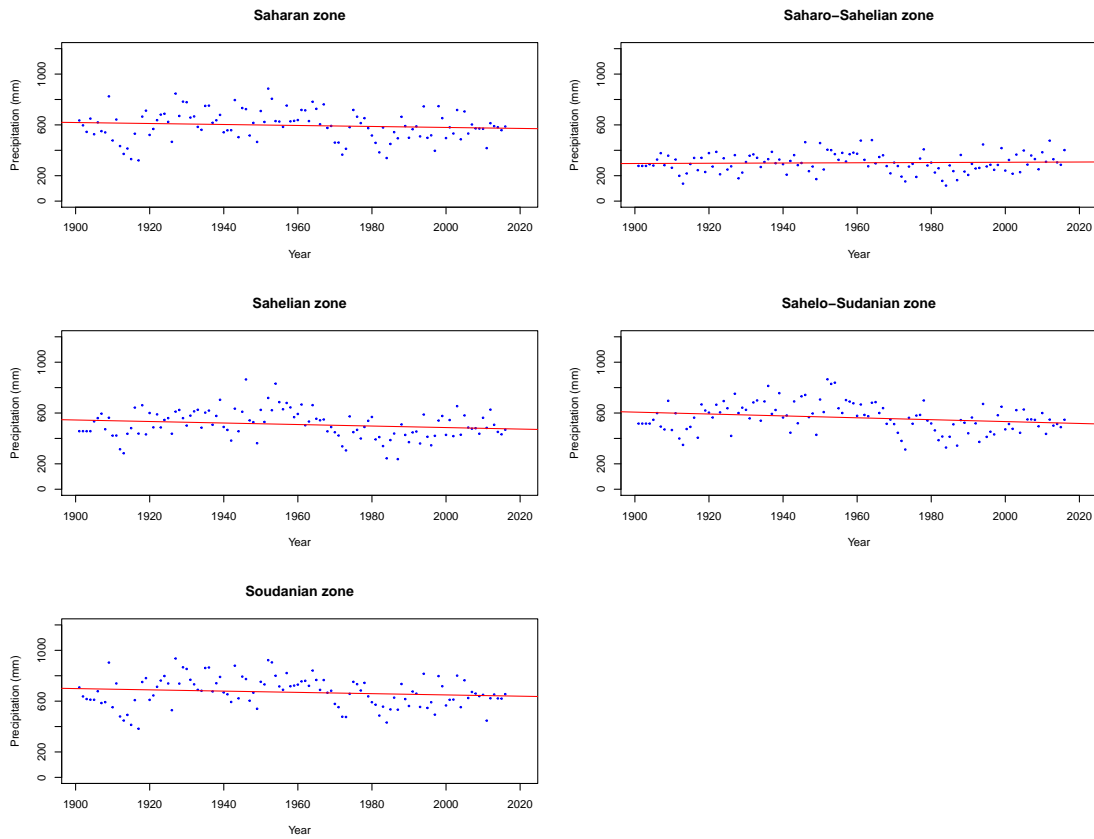 Saharan zone
Precipitation (mm)
0 200 600 1000
1900 1920 1940 1960 1980 2000 2020
Year
Saharo−Sahelian zone
Precipitation (mm)
0 200 600 1000
1900 1920 1940 1960 1980 2000 2020
Year
Sahelian zone
Precipitation (mm)
0 200 600 1000
1900 1920 1940 1960 1980 2000 2020
Year
Sahelo−Sudanian zone
Precipitation (mm)
0 200 600 1000
1900 1920 1940 1960 1980 2000 2020
Year
Soudanian zone
Precipitation (mm)
0 200 600 1000
1900 1920 1940 1960 1980 2000 2020
Year